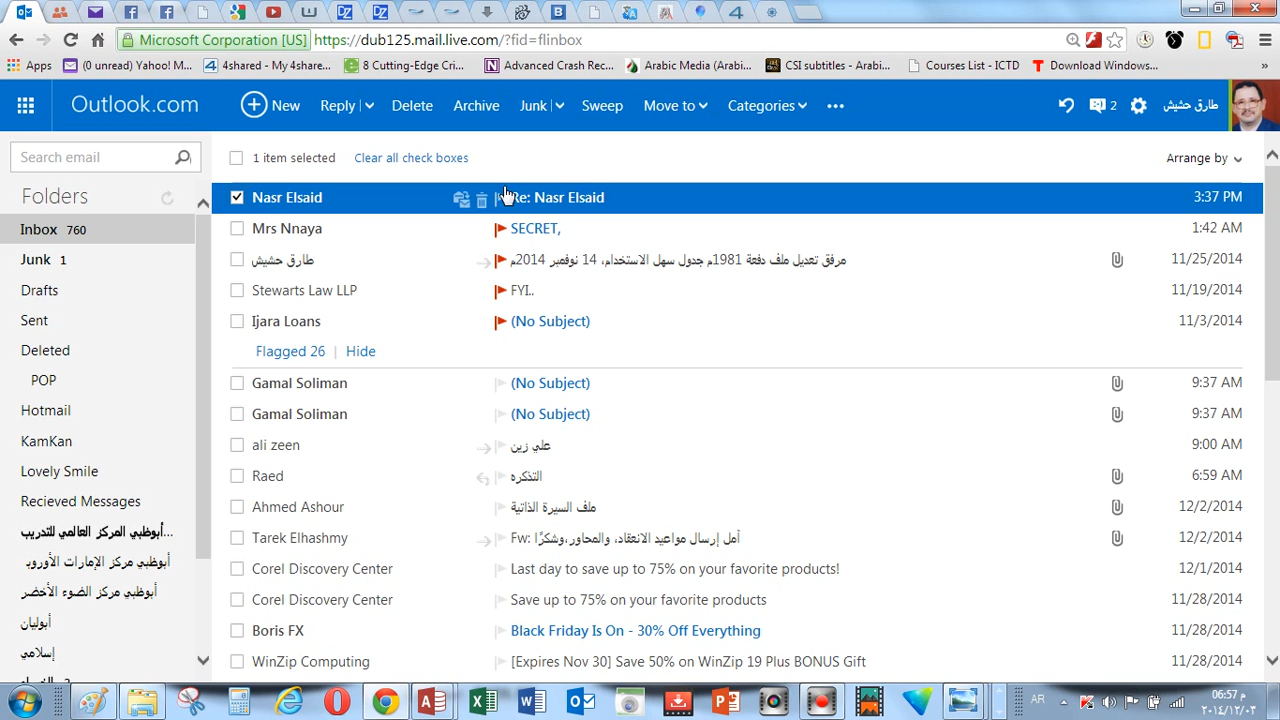 Microsoft Corporation [US] https://dub125.mail.live.com/?fid=flinbox
Apps (0 unread) Yahoo! M... 4shared - My 4share... 8 Cutting-Edge Cri... Advanced Crash Rec... Arabic Media (Arabi... CSI subtitles - Arabi... Courses List - ICTD Download Windows... »
Outlook.com New Reply Delete Archive Junk Sweep Move to Categories ••• 2 طارق حشيش
Search email
1 item selected Clear all check boxes Arrange by
Folders
Inbox 760
Junk 1
Drafts
Sent
Deleted
POP
Hotmail
KamKan
Lovely Smile
Recieved Messages
أبوظبي المركز العالمي للتدريب...
أبوظبي مركز الإمارات الأوروبـ
أبوظبي مركز الضوء الأخضر
أبوليان
إسلامي
Nasr Elsaid Re: Nasr Elsaid 3:37 PM
Mrs Nnaya SECRET, 1:42 AM
طارق حشيش مرفق تعديل ملف دفعة 1981م جدول سهل الاستخدام، 14 نوفمبر 2014م 11/25/2014
Stewarts Law LLP FYI.. 11/19/2014
Ijara Loans (No Subject) 11/3/2014
Flagged 26 Hide
Gamal Soliman (No Subject) 9:37 AM
Gamal Soliman (No Subject) 9:37 AM
ali zeen علي زين 9:00 AM
Raed التذكره 6:59 AM
Ahmed Ashour ملف السيرة الذاتية 12/2/2014
Tarek Elhashmy Fw: أمل إرسال مواعيد الانعقاد، والمحاور،وشكرًا 12/2/2014
Corel Discovery Center Last day to save up to 75% on your favorite products! 12/1/2014
Corel Discovery Center Save up to 75% on your favorite products 11/28/2014
Boris FX Black Friday Is On - 30% Off Everything 11/28/2014
WinZip Computing [Expires Nov 30] Save 50% on WinZip 19 Plus BONUS Gift 11/28/2014
AR 06:57 م
٢٠١٤/١٢/٠٣